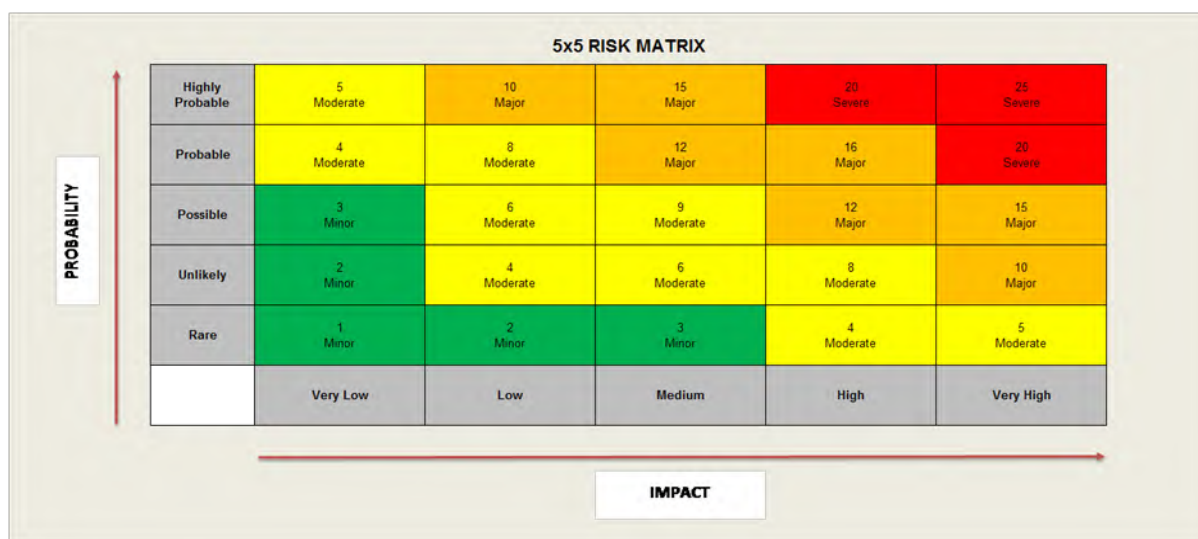 5x5 RISK MATRIX
PROBABILITY
Highly
Probable
5
Moderate
10
Major
15
Major
20
Severe
25
Severe
Probable
4
Moderate
8
Moderate
12
Major
16
Major
20
Severe
Possible
3
Minor
6
Moderate
9
Moderate
12
Major
15
Major
Unlikely
2
Minor
4
Moderate
6
Moderate
8
Moderate
10
Major
Rare
1
Minor
2
Minor
3
Minor
4
Moderate
5
Moderate
Very Low
Low
Medium
High
Very High
IMPACT